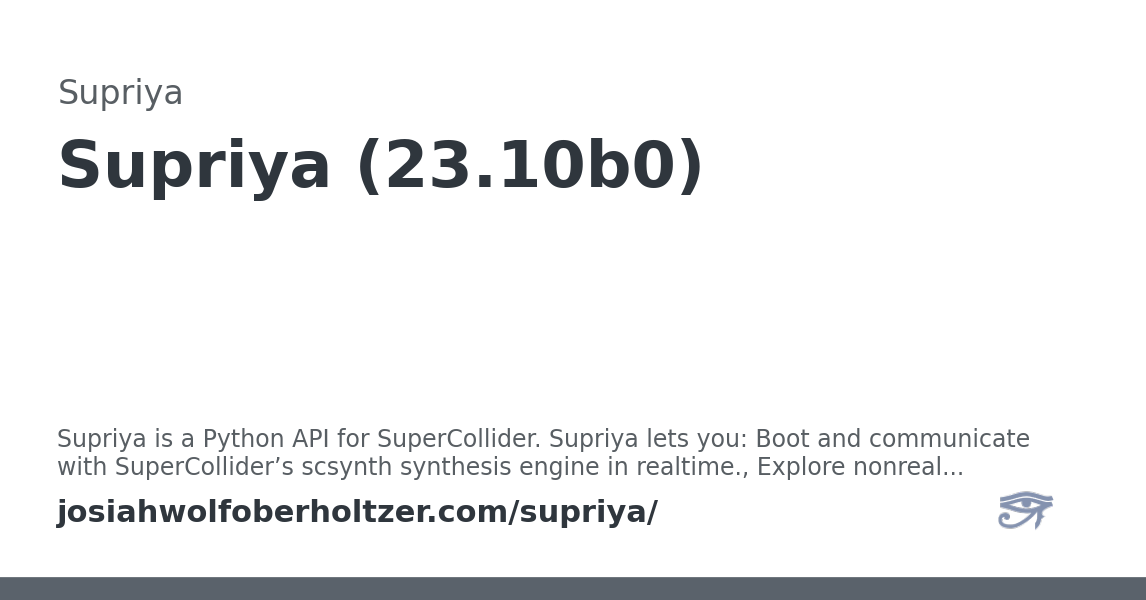 Supriya
Supriya (23.10b0)
Supriya is a Python API for SuperCollider. Supriya lets you: Boot and communicate
with SuperCollider’s scsynth synthesis engine in realtime., Explore nonreal...
josiahwolfoberholtzer.com/supriya/